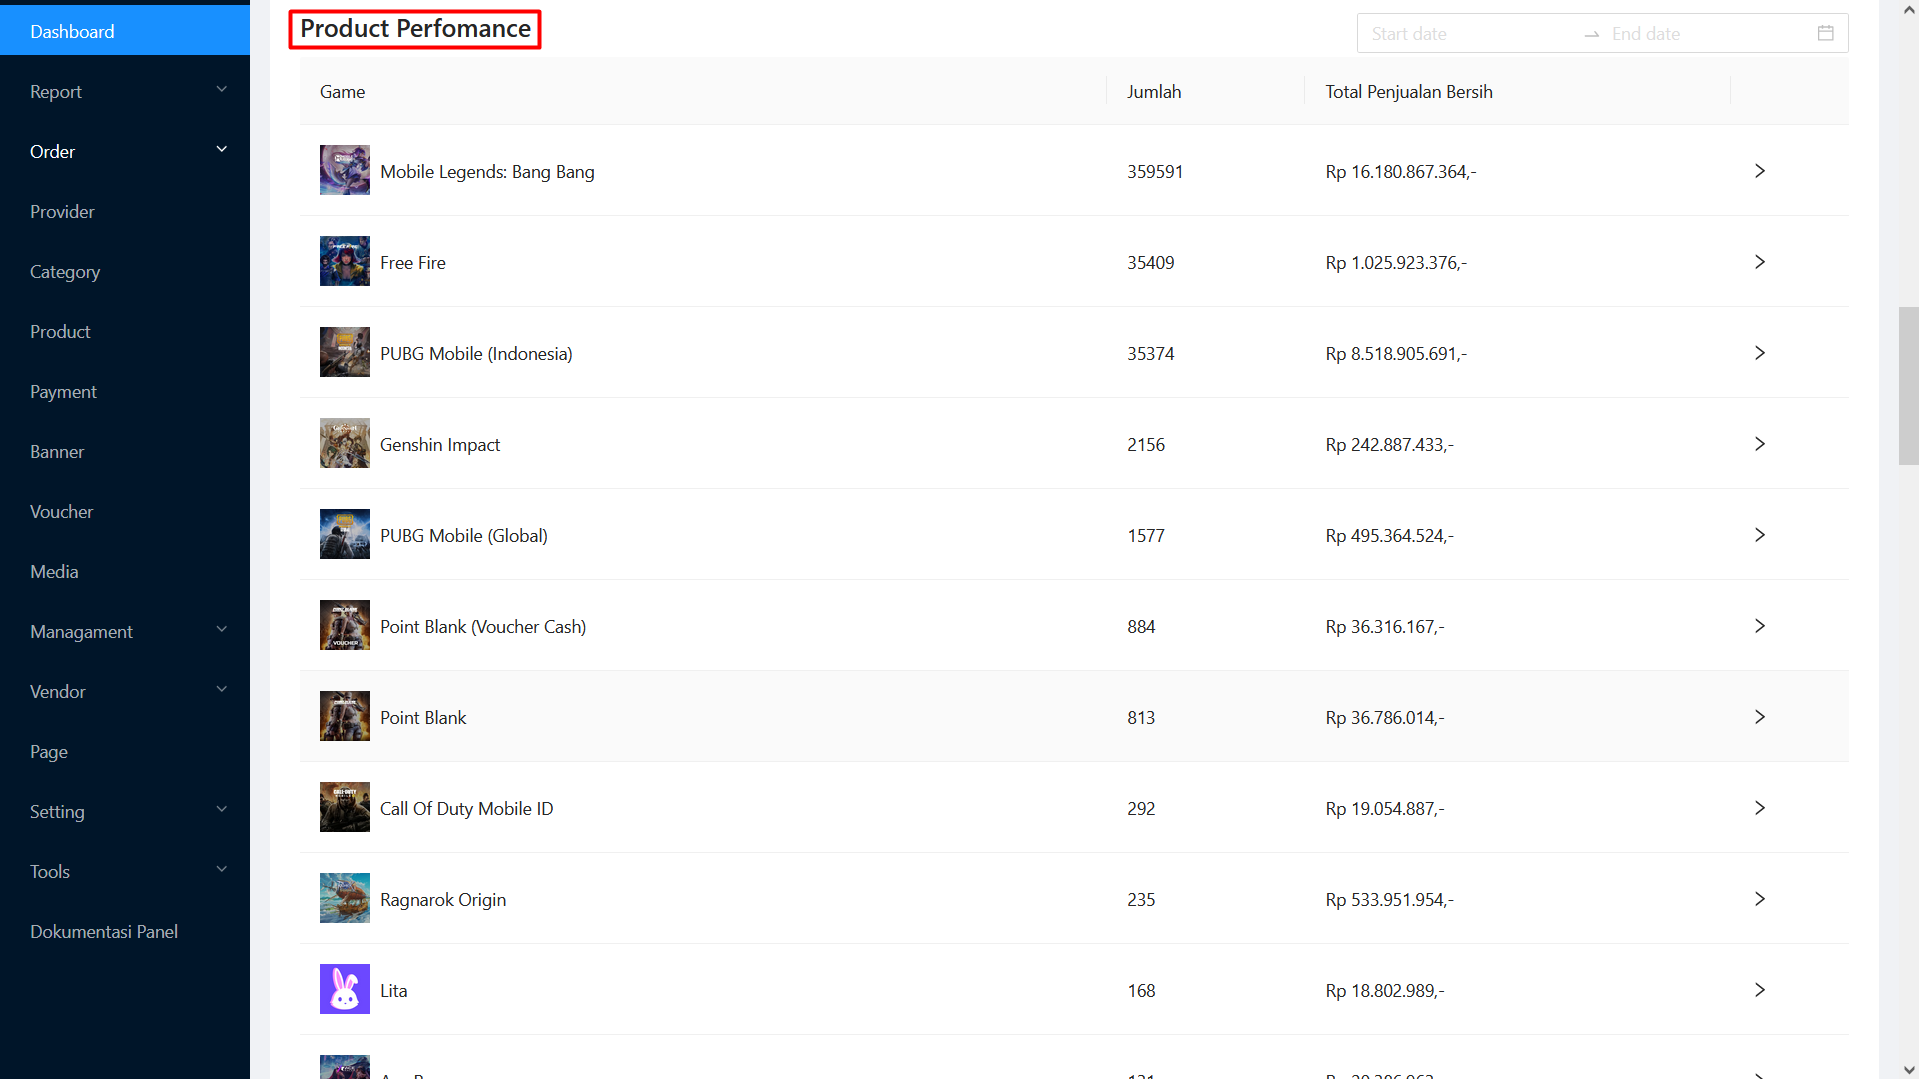 Dashboard
Report
Order
Provider
Category
Product
Payment
Banner
Voucher
Media
Managament
Vendor
Page
Setting
Tools
Dokumentasi Panel
Product Perfomance
Start date
End date
Game Jumlah Total Penjualan Bersih
Mobile Legends: Bang Bang 359591 Rp 16.180.867.364,-
Free Fire 35409 Rp 1.025.923.376,-
PUBG Mobile (Indonesia) 35374 Rp 8.518.905.691,-
Genshin Impact 2156 Rp 242.887.433,-
PUBG Mobile (Global) 1577 Rp 495.364.524,-
Point Blank (Voucher Cash) 884 Rp 36.316.167,-
Point Blank 813 Rp 36.786.014,-
Call Of Duty Mobile ID 292 Rp 19.054.887,-
Ragnarok Origin 235 Rp 533.951.954,-
Lita 168 Rp 18.802.989,-